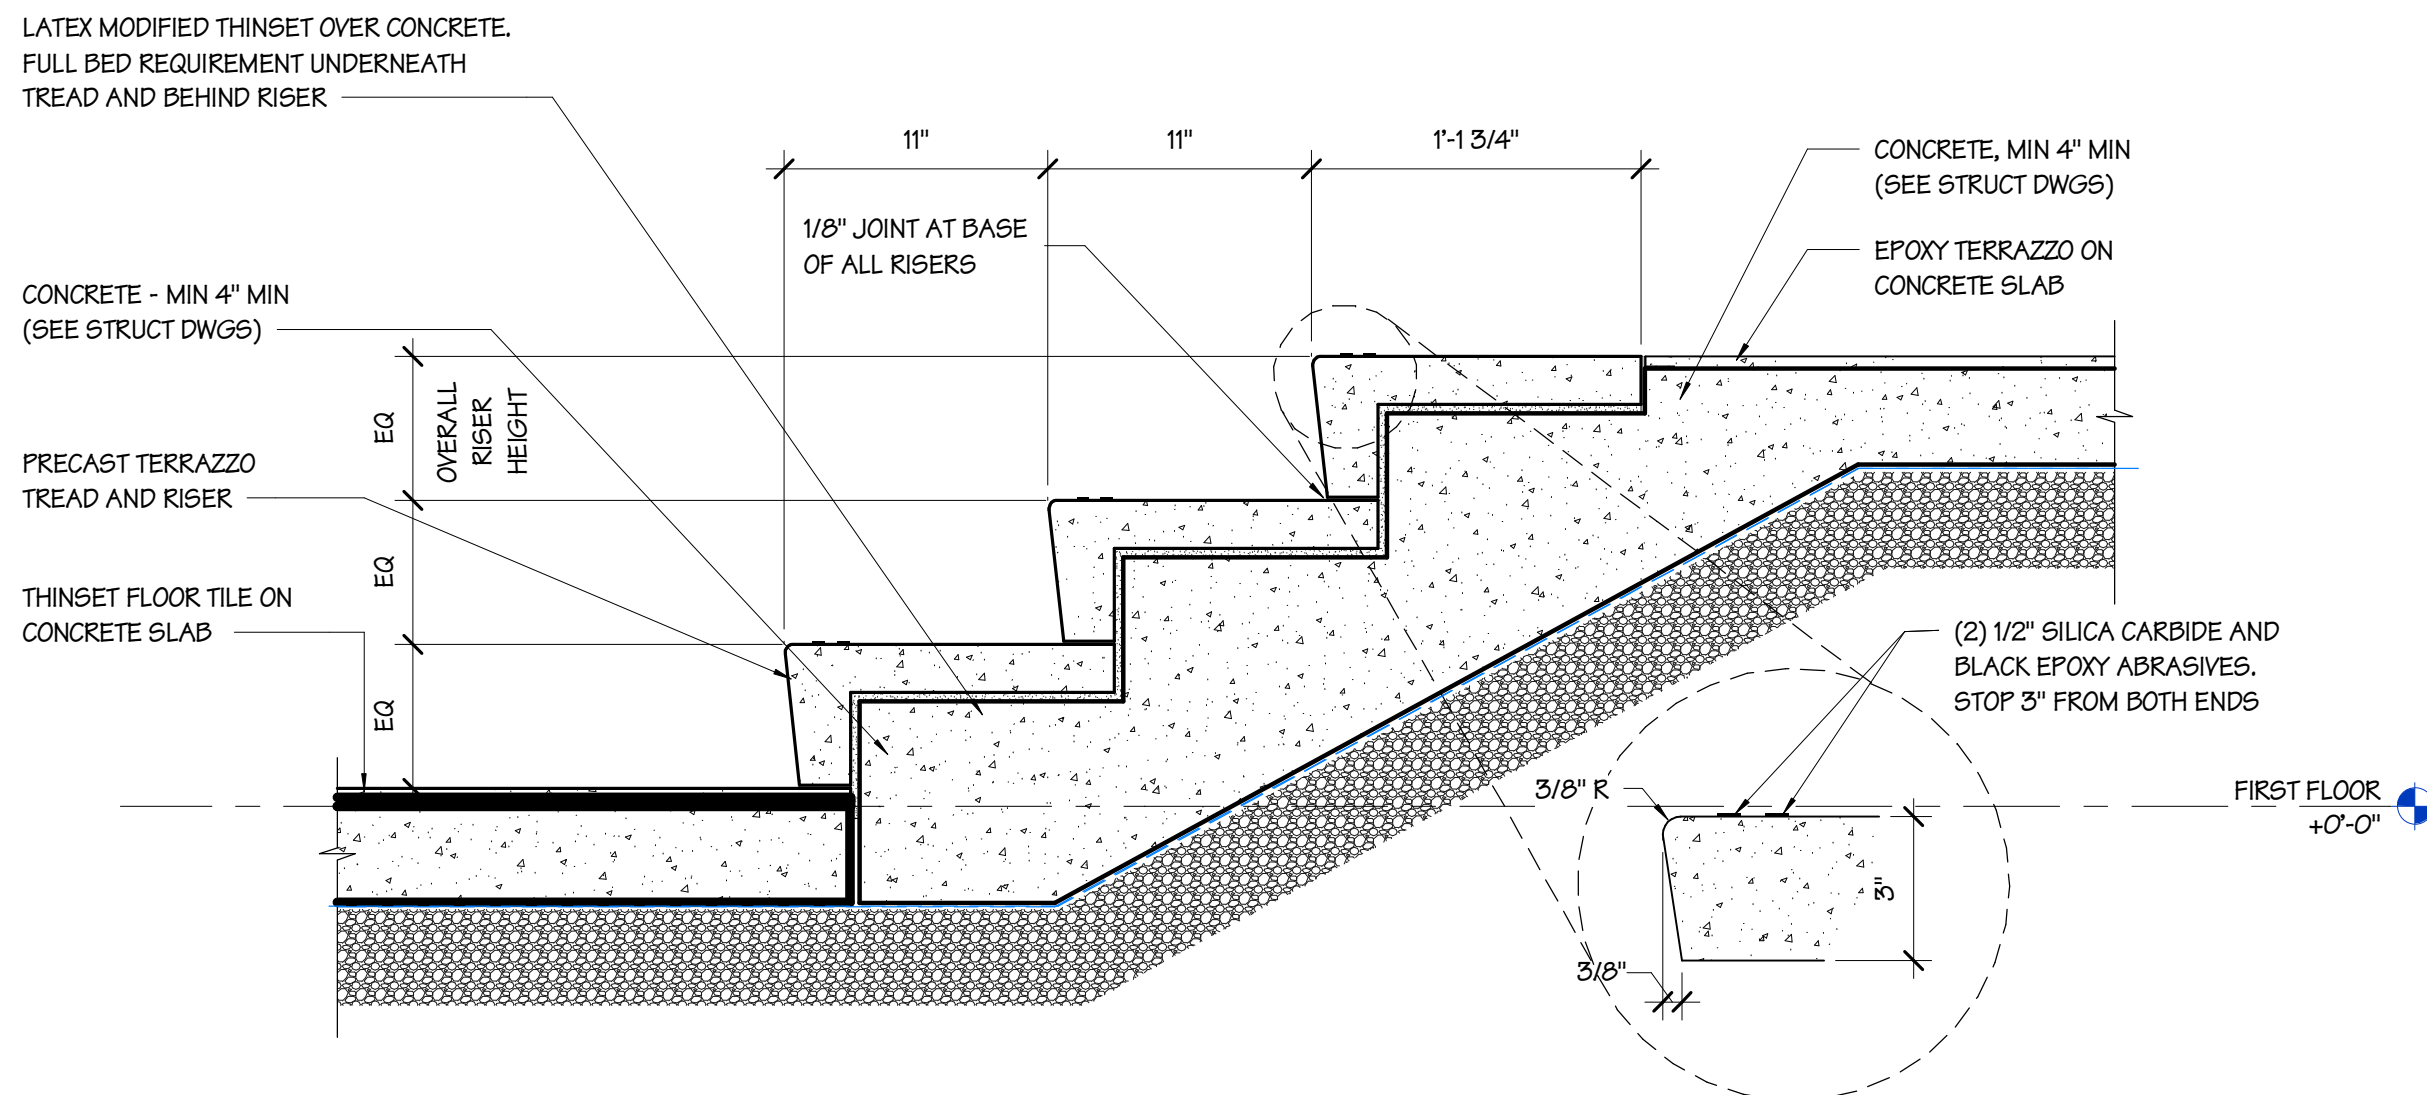 LATEX MODIFIED THINSET OVER CONCRETE.
FULL BED REQUIREMENT UNDERNEATH
TREAD AND BEHIND RISER
11"
11"
1'-1 3/4"
CONCRETE, MIN 4" MIN
(SEE STRUCT DWGS)
1/8" JOINT AT BASE
OF ALL RISERS
EPOXY TERRAZZO ON
CONCRETE SLAB
CONCRETE - MIN 4" MIN
(SEE STRUCT DWGS)
EQ
OVERALL
RISER
HEIGHT
PRECAST TERRAZZO
TREAD AND RISER
EQ
THINSET FLOOR TILE ON
CONCRETE SLAB
EQ
(2) 1/2" SILICA CARBIDE AND
BLACK EPOXY ABRASIVES.
STOP 3" FROM BOTH ENDS
3/8" R
FIRST FLOOR
+0'-0"
3"
3/8"